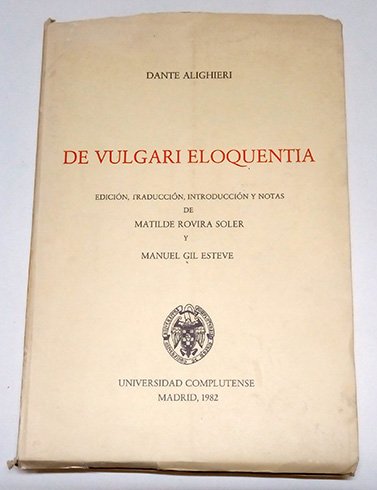 DANTE ALIGHIERI
DE VULGARI ELOQUENTIA
EDICIÓN, TRADUCCIÓN, INTRODUCCIÓN Y NOTAS
DE
MATILDE ROVIRA SOLER
Y
MANUEL GIL ESTEVE
UNIVERSIDAD COMPLUTENSE
MADRID, 1982